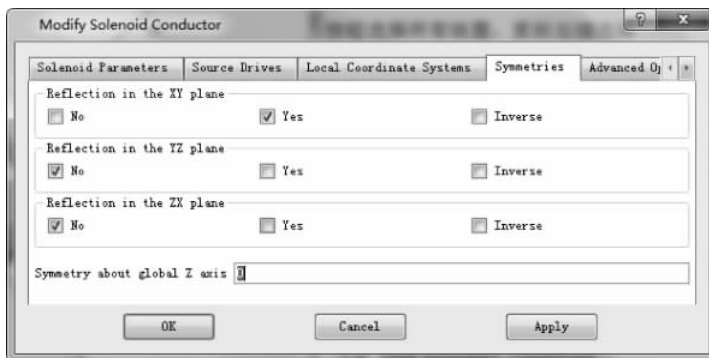 Modify Solenoid Conductor
Solenoid Parameters Source Drives Local Coordinate Systems Symmetries Advanced Op
Reflection in the XY plane
No Yes Inverse
Reflection in the YZ plane
No Yes Inverse
Reflection in the ZX plane
No Yes Inverse
Symmetry about global Z axis
OK Cancel Apply